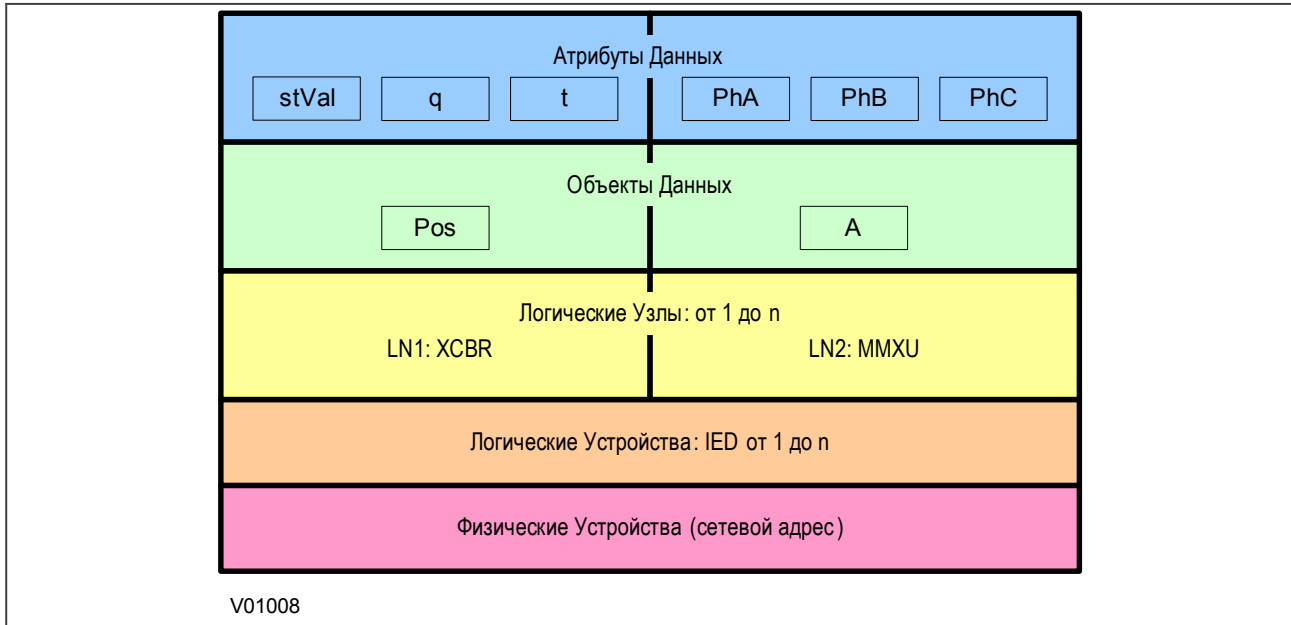 Атрибуты Данных
stVal q t PhA PhB PhC
Объекты Данных
Pos A
Логические Узлы: от 1 до n
LN1: XCBR LN2: MMXU
Логические Устройства: IED от 1 до n
Физические Устройства (сетевой адрес)
V01008